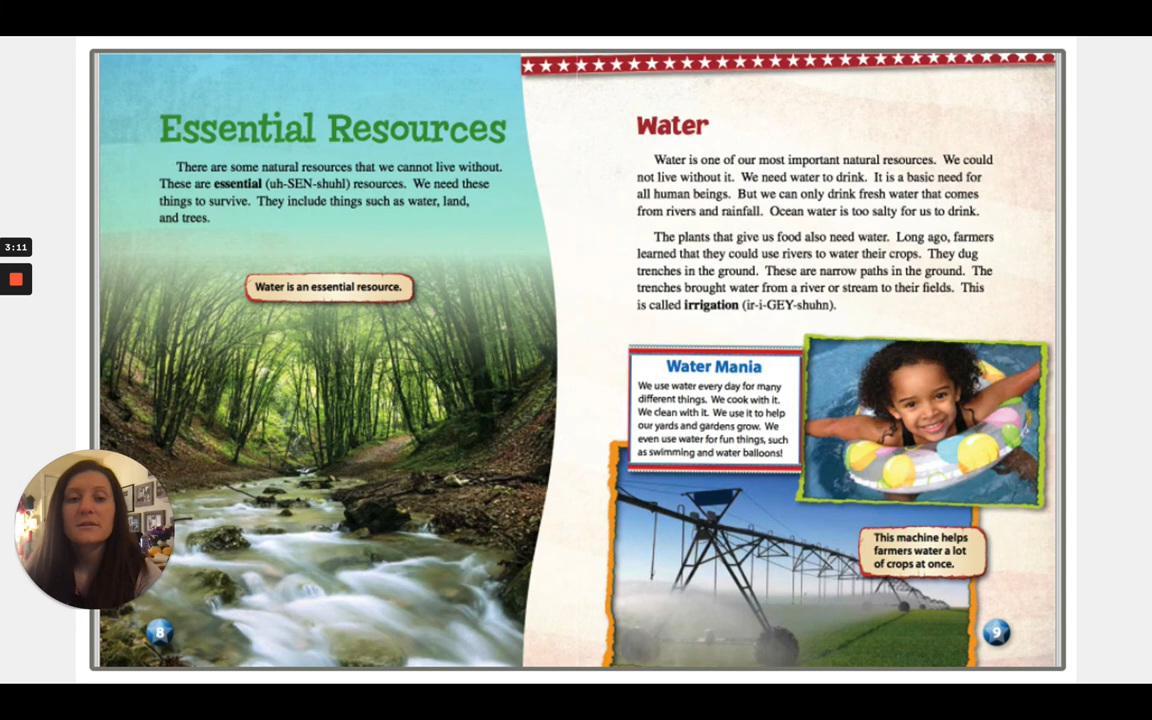 3:11
Essential Resources
There are some natural resources that we cannot live without.
These are essential (uh-SEN-shuhl) resources. We need these
things to survive. They include things such as water, land,
and trees.
Water is an essential resource.
8
Water
Water is one of our most important natural resources. We could
not live without it. We need water to drink. It is a basic need for
all human beings. But we can only drink fresh water that comes
from rivers and rainfall. Ocean water is too salty for us to drink.
The plants that give us food also need water. Long ago, farmers
learned that they could use rivers to water their crops. They dug
trenches in the ground. These are narrow paths in the ground. The
trenches brought water from a river or stream to their fields. This
is called irrigation (ir-i-GEY-shuhn).
Water Mania
We use water every day for many
different things. We cook with it.
We clean with it. We use it to help
our yards and gardens grow. We
even use water for fun things, such
as swimming and water balloons!
This machine helps
farmers water a lot
of crops at once.
9